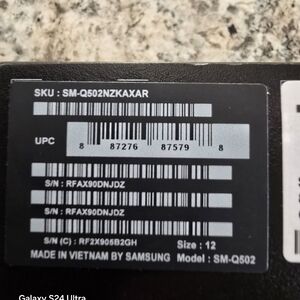 SKU : SM-Q502NZKAXAR
UPC
8 87276 87579 8
S/N : RFAX90DNJDZ
S/N : RFAX90DNJDZ
S/N (C) : RF2X905B2GH
Size : 12
MADE IN VIETNAM BY SAMSUNG Model : SM-Q502
Galaxy S24 Ultra